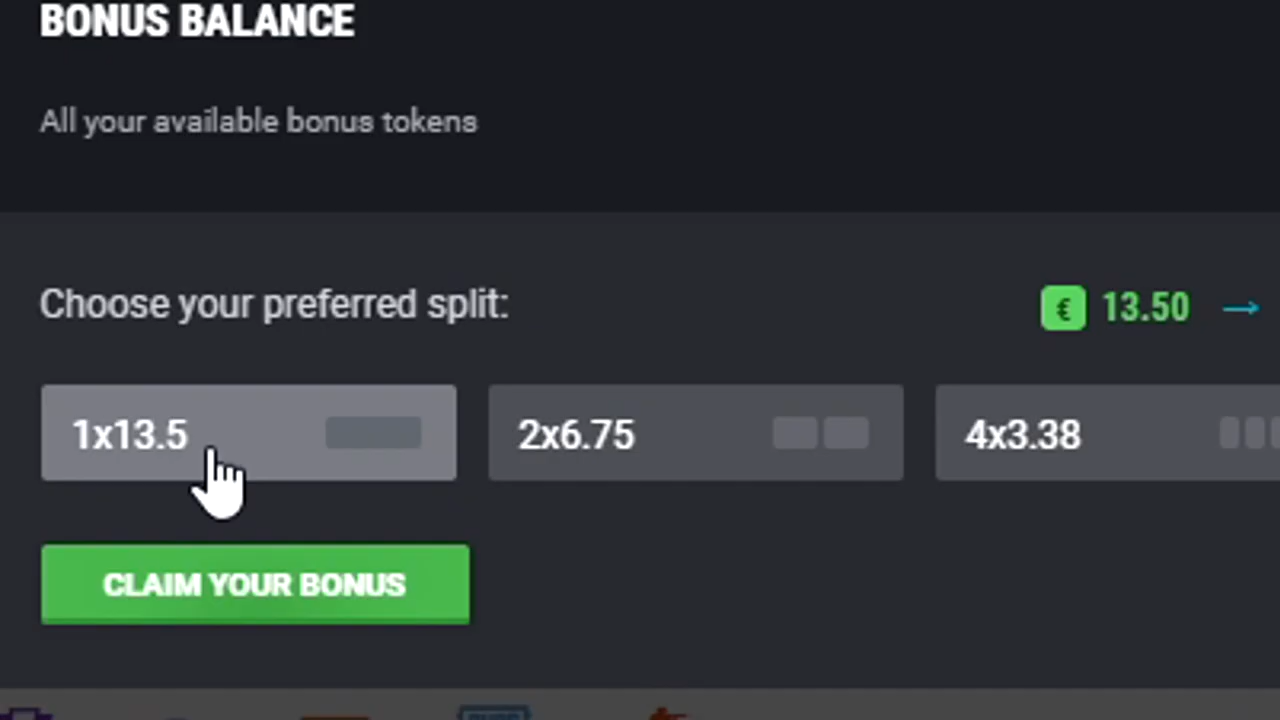 BONUS BALANCE
All your available bonus tokens
Choose your preferred split:
€ 13.50 →
1x13.5
2x6.75
4x3.38
CLAIM YOUR BONUS